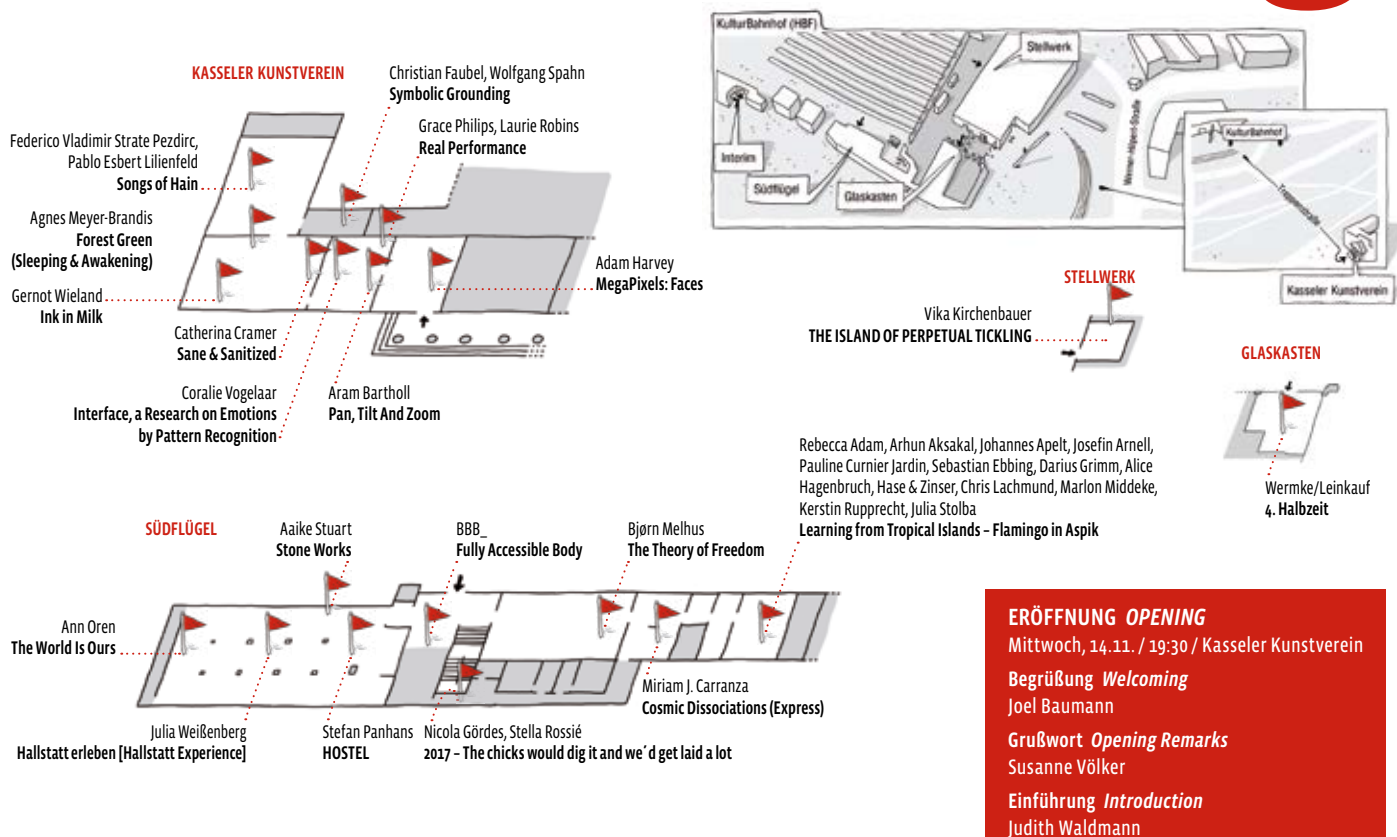 KASSELER KUNSTVEREIN
Christian Faubel, Wolfgang Spahn
Symbolic Grounding
Grace Philips, Laurie Robins
Real Performance
Federico Vladimir Strate Pezdirc,
Pablo Esbert Lilienfeld
Songs of Hain
Agnes Meyer-Brandis
Forest Green
(Sleeping & Awakening)
Gernot Wieland
Ink in Milk
Adam Harvey
MegaPixels: Faces
Catherina Cramer
Sane & Sanitized
Coralie Vogelaar
Interface, a Research on Emotions
by Pattern Recognition
Aram Bartholl
Pan, Tilt And Zoom
KulturBahnhof (HBF)
Stellwerk
Interim
Südflügel
Glaskasten
Werner-Hilpert-Straße
KulturBahnhof
Treppenstraße
Kasseler Kunstverein
STELLWERK
Vika Kirchenbauer
THE ISLAND OF PERPETUAL TICKLING
GLASKASTEN
Wermke/Leinkauf
4. Halbzeit
SÜDFLÜGEL
Aaike Stuart
Stone Works
BBB_
Fully Accessible Body
Bjørn Melhus
The Theory of Freedom
Rebecca Adam, Arhun Aksakal, Johannes Apelt, Josefin Arnell,
Pauline Curnier Jardin, Sebastian Ebbing, Darius Grimm, Alice
Hagenbruch, Hase & Zinser, Chris Lachmund, Marlon Middeke,
Kerstin Rupprecht, Julia Stolba
Learning from Tropical Islands – Flamingo in Aspik
Ann Oren
The World Is Ours
Julia Weißenberg
Hallstatt erleben [Hallstatt Experience]
Stefan Panhans
HOSTEL
Nicola Gördes, Stella Rossié
2017 – The chicks would dig it and we´d get laid a lot
Miriam J. Carranza
Cosmic Dissociations (Express)
ERÖFFNUNG OPENING
Mittwoch, 14.11. / 19:30 / Kasseler Kunstverein
Begrüßung Welcoming
Joel Baumann
Grußwort Opening Remarks
Susanne Völker
Einführung Introduction
Judith Waldmann